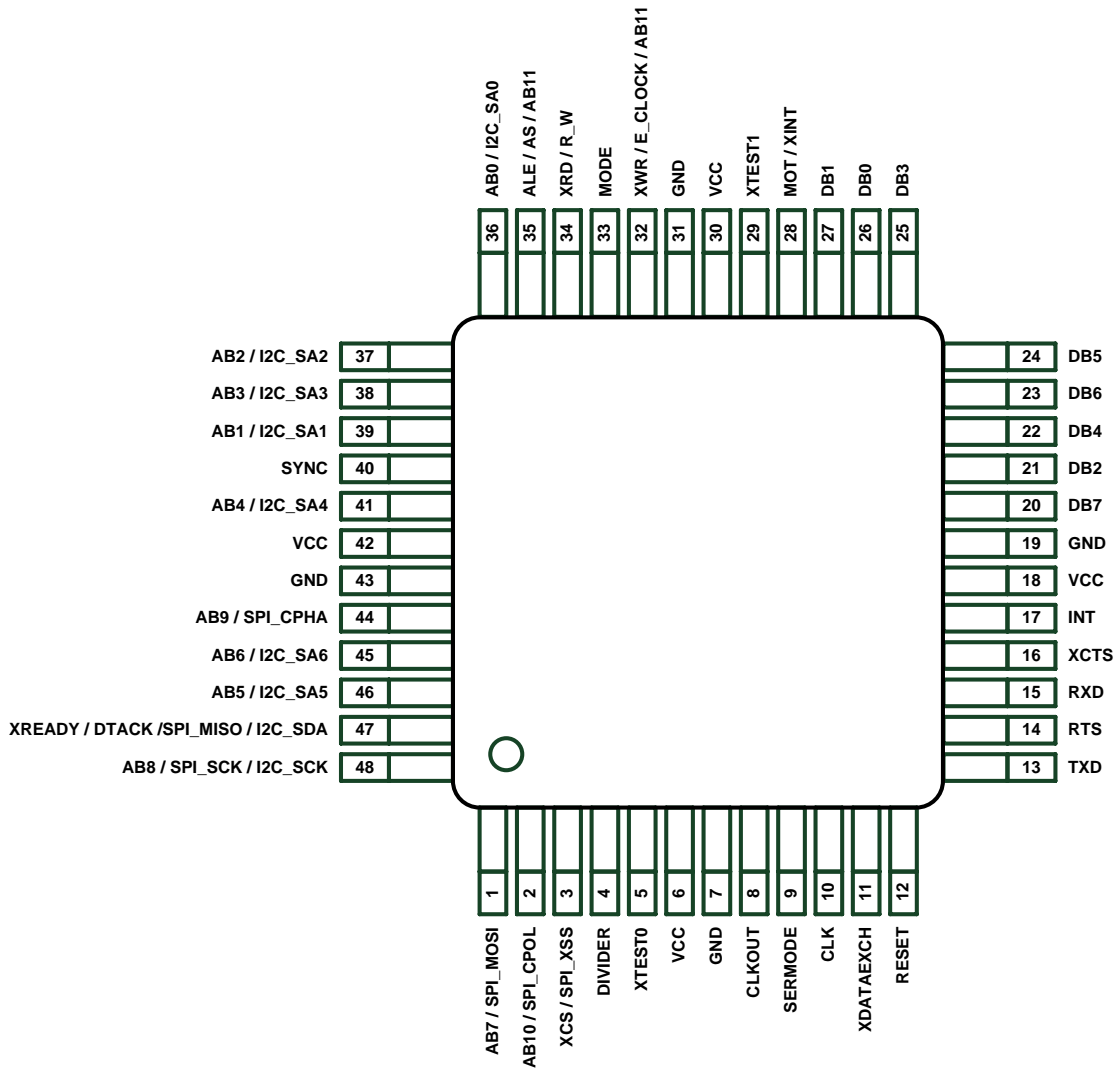 AB0 / I2C_SA0
ALE / AS / AB11
XRD / R_W
MODE
XWR / E_CLOCK / AB11
GND
VCC
XTEST1
MOT / XINT
DB1
DB0
DB3
36
35
34
33
32
31
30
29
28
27
26
25
AB2 / I2C_SA2 37
AB3 / I2C_SA3 38
AB1 / I2C_SA1 39
SYNC 40
AB4 / I2C_SA4 41
VCC 42
GND 43
AB9 / SPI_CPHA 44
AB6 / I2C_SA6 45
AB5 / I2C_SA5 46
XREADY / DTACK /SPI_MISO / I2C_SDA 47
AB8 / SPI_SCK / I2C_SCK 48
24 DB5
23 DB6
22 DB4
21 DB2
20 DB7
19 GND
18 VCC
17 INT
16 XCTS
15 RXD
14 RTS
13 TXD
1
2
3
4
5
6
7
8
9
10
11
12
AB7 / SPI_MOSI
AB10 / SPI_CPOL
XCS / SPI_XSS
DIVIDER
XTEST0
VCC
GND
CLKOUT
SERMODE
CLK
XDATAEXCH
RESET